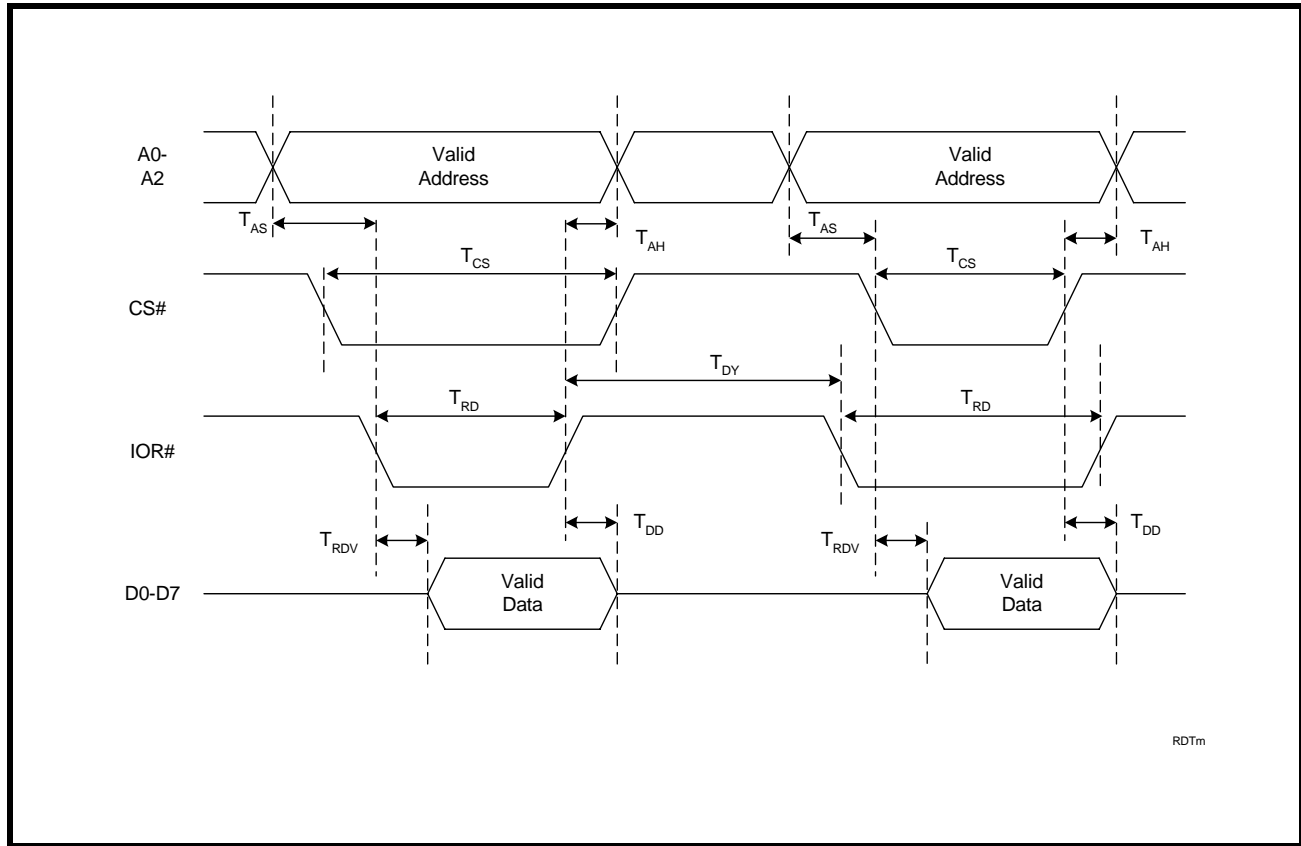 A0-
A2
Valid
Address
Valid
Address
TAS
TAH
TAS
TAH
TCS
TCS
CS#
TDY
TRD
TRD
IOR#
TRDV
TDD
TRDV
TDD
D0-D7
Valid
Data
Valid
Data
RDTm